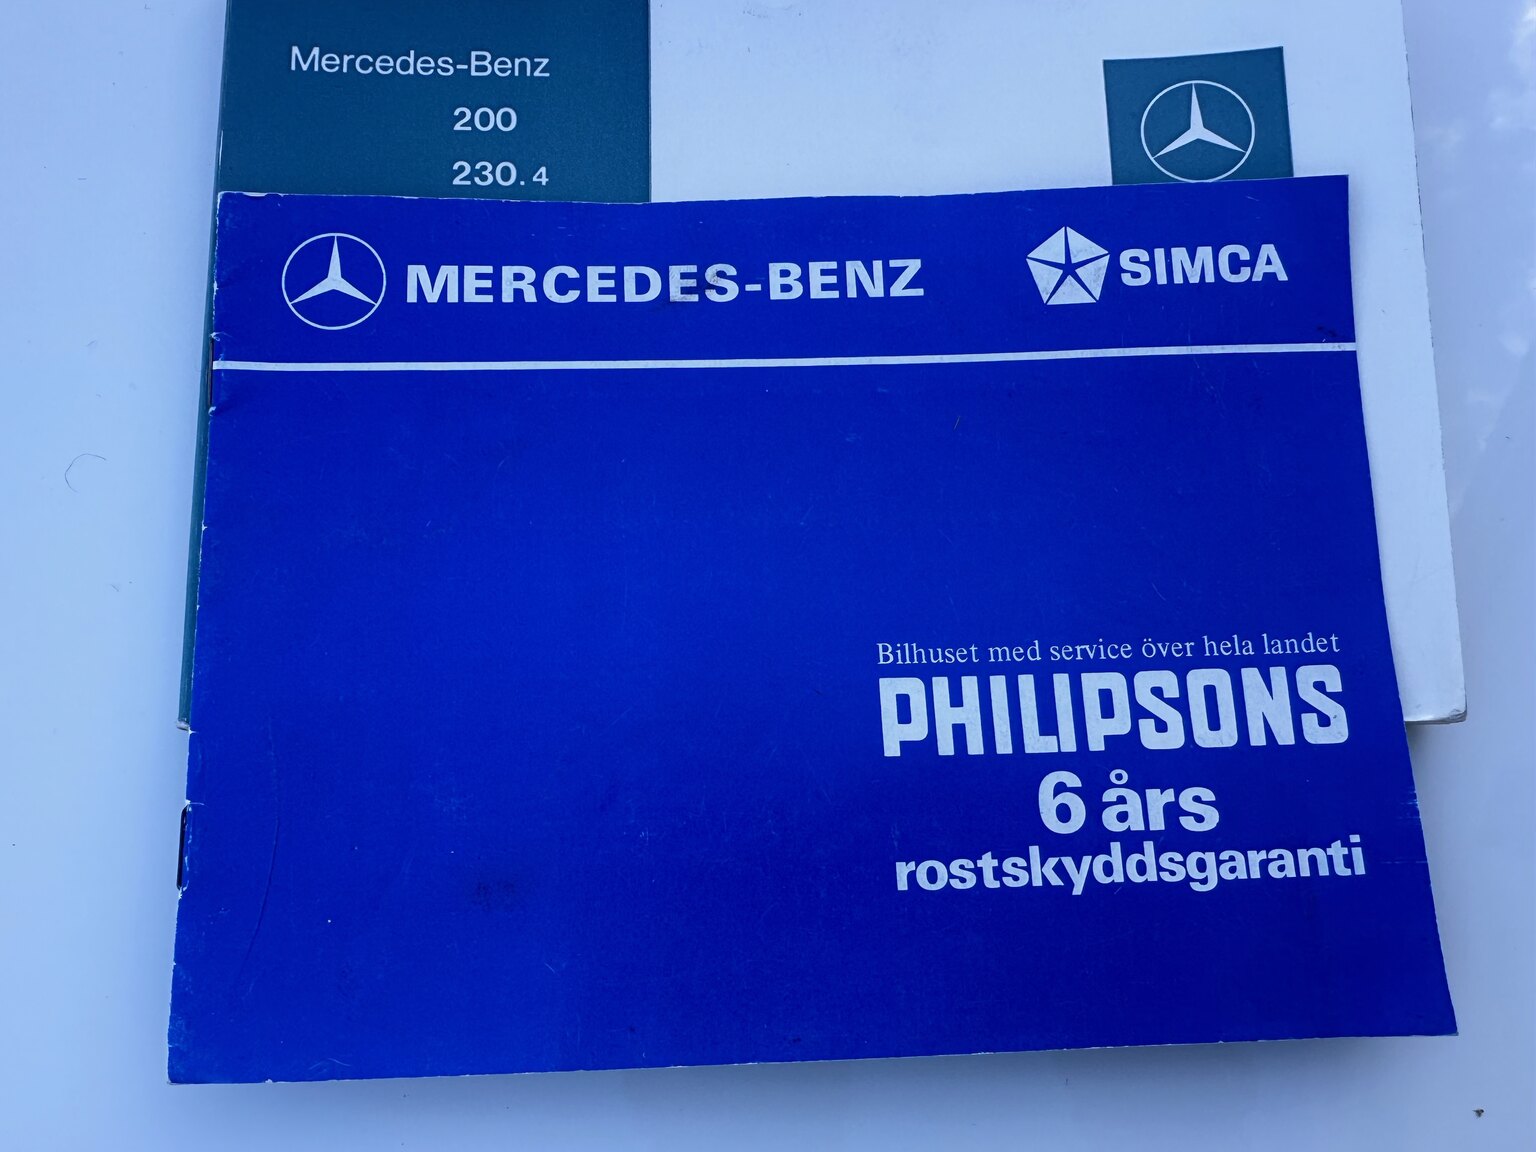 Mercedes-Benz
200
230.4
MERCEDES-BENZ SIMCA
Bilhuset med service över hela landet
PHILIPSONS
6 års
rostskyddsgaranti